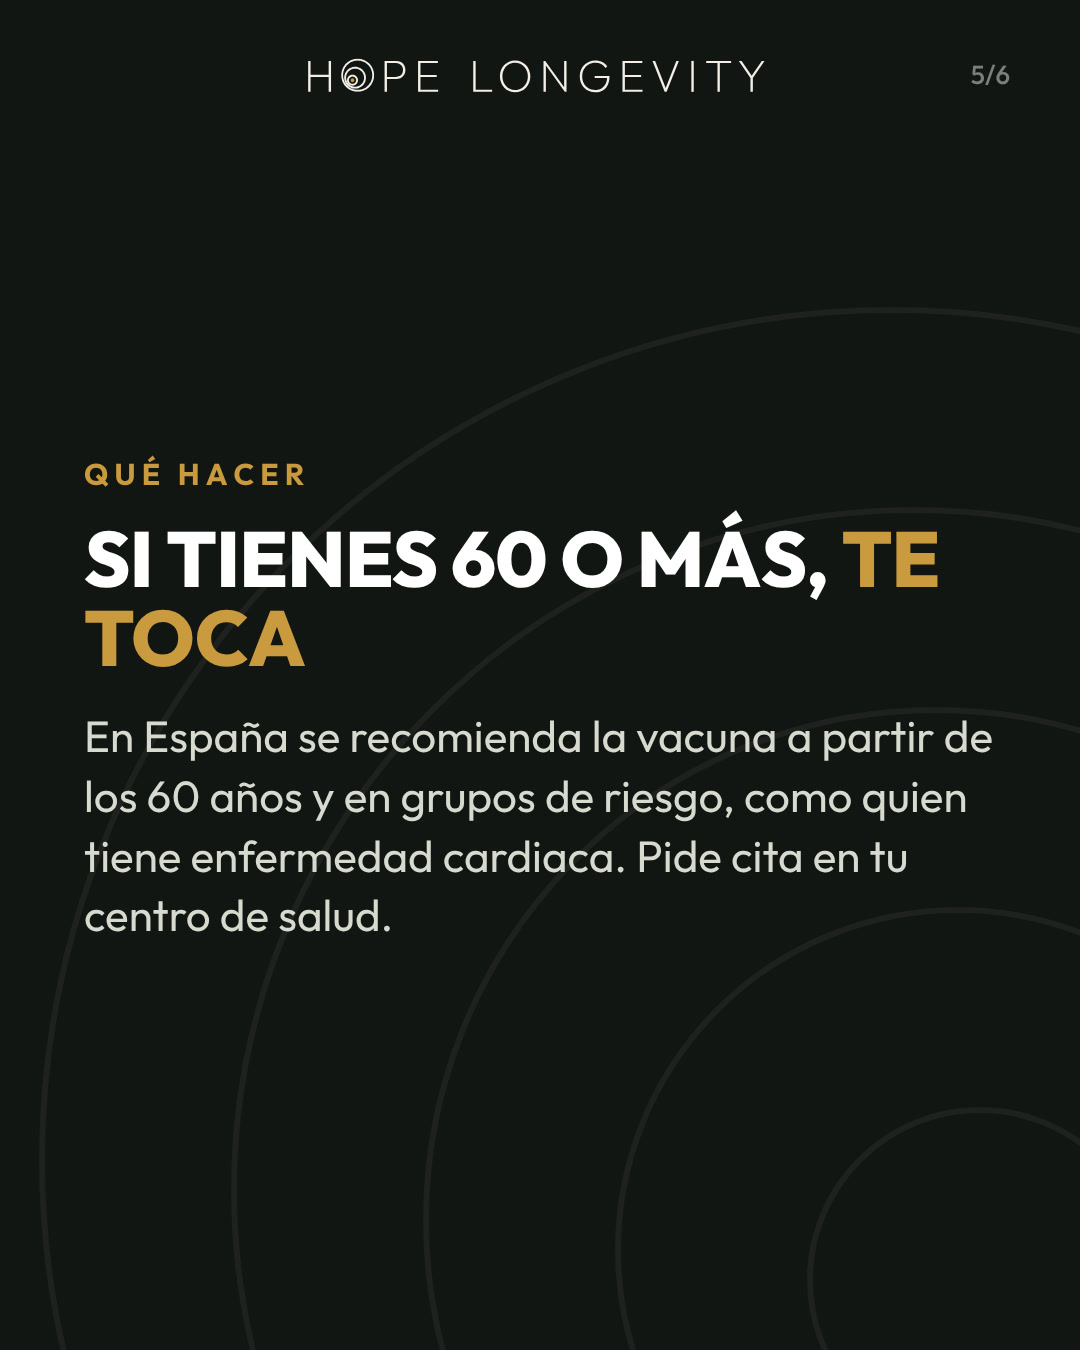 HOPE LONGEVITY
5/6
QUÉ HACER
SI TIENES 60 O MÁS, TE
TOCA
En España se recomienda la vacuna a partir de
los 60 años y en grupos de riesgo, como quien
tiene enfermedad cardiaca. Pide cita en tu
centro de salud.